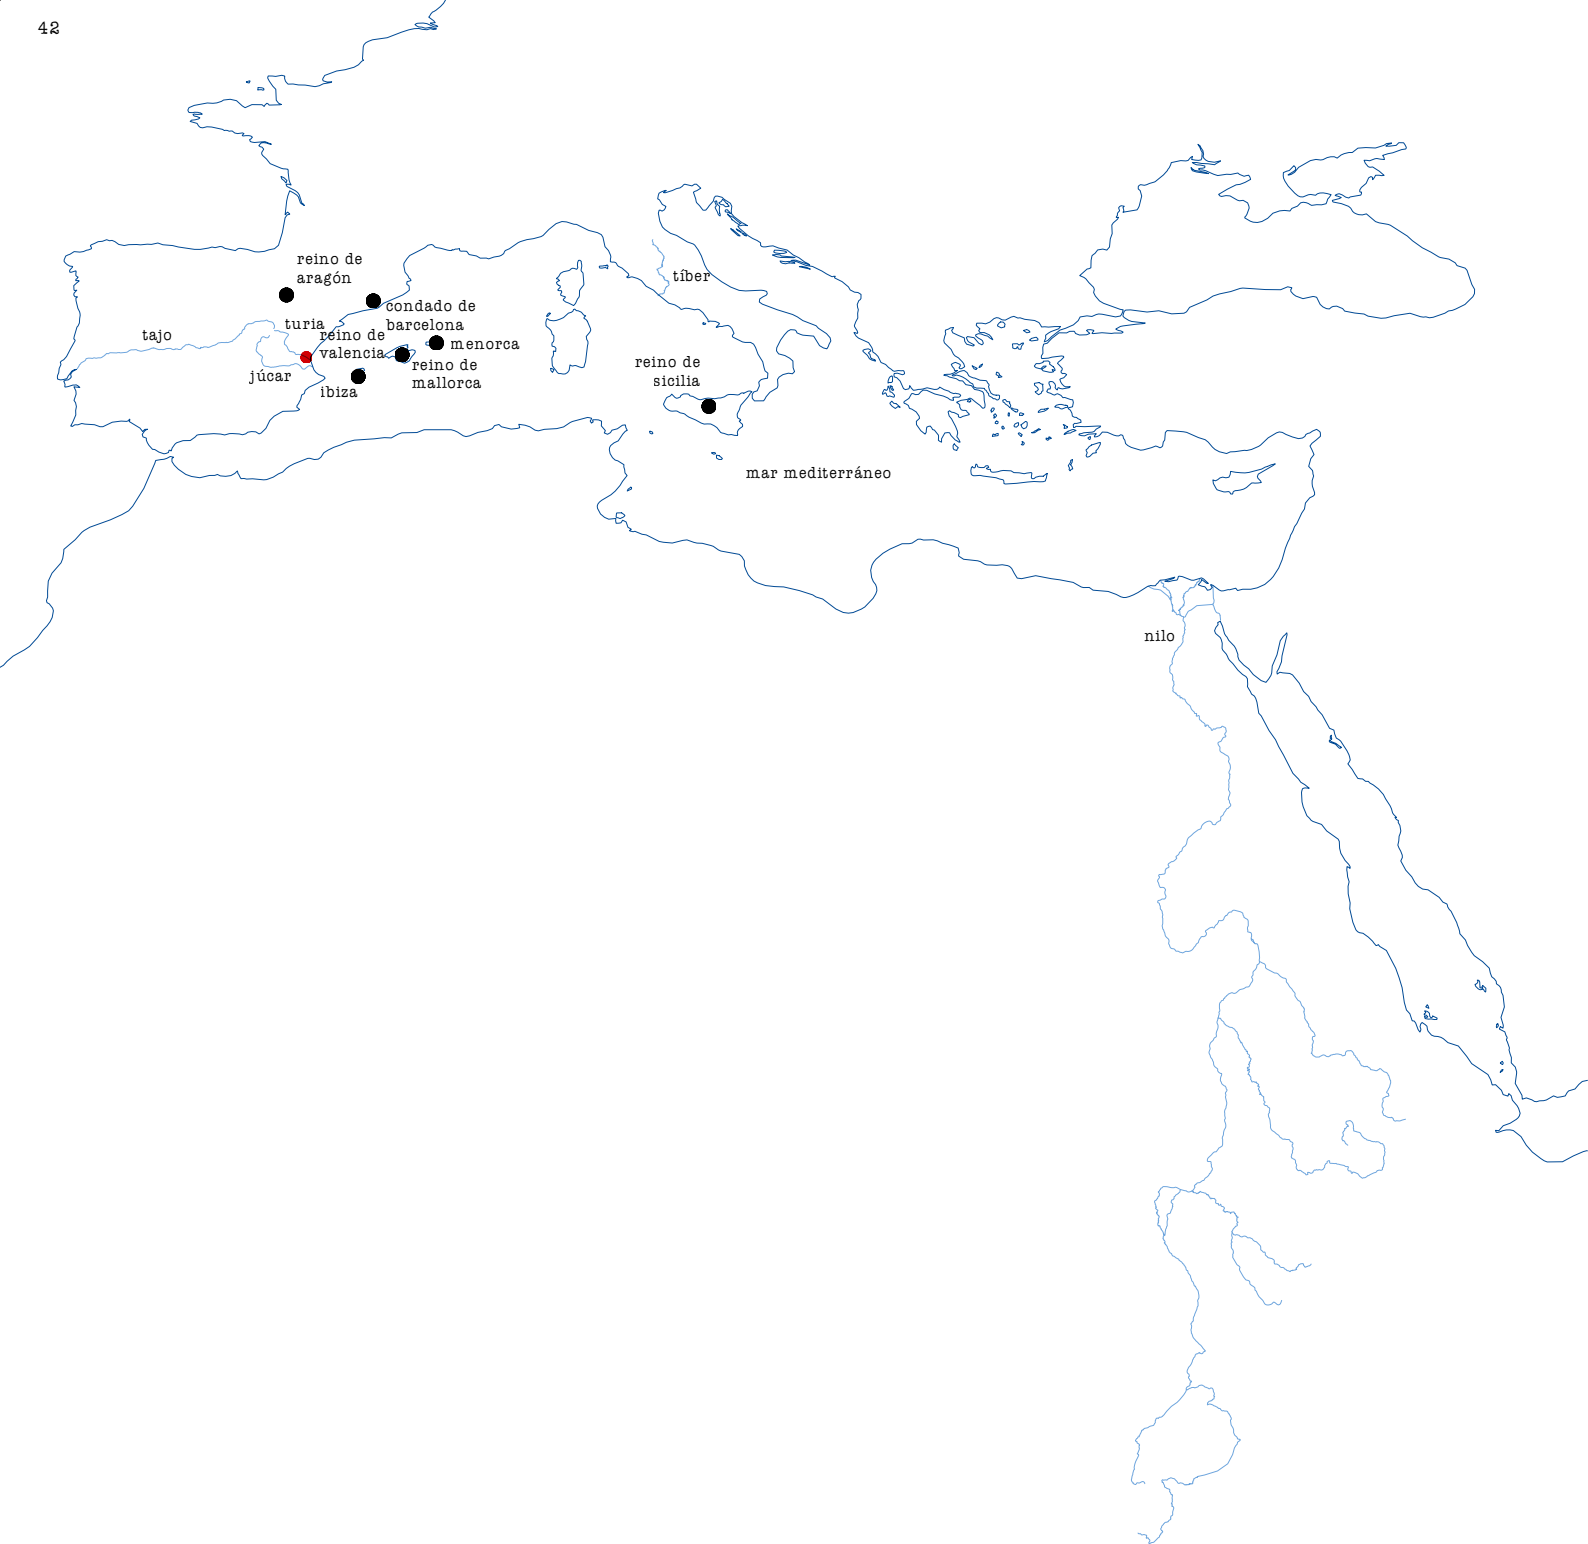 42
reino de
aragón
tíber
condado de
barcelona
turia
tajo
reino de
valencia
menorca
reino de
mallorca
júcar
ibiza
reino de
sicilia
mar mediterráneo
nilo